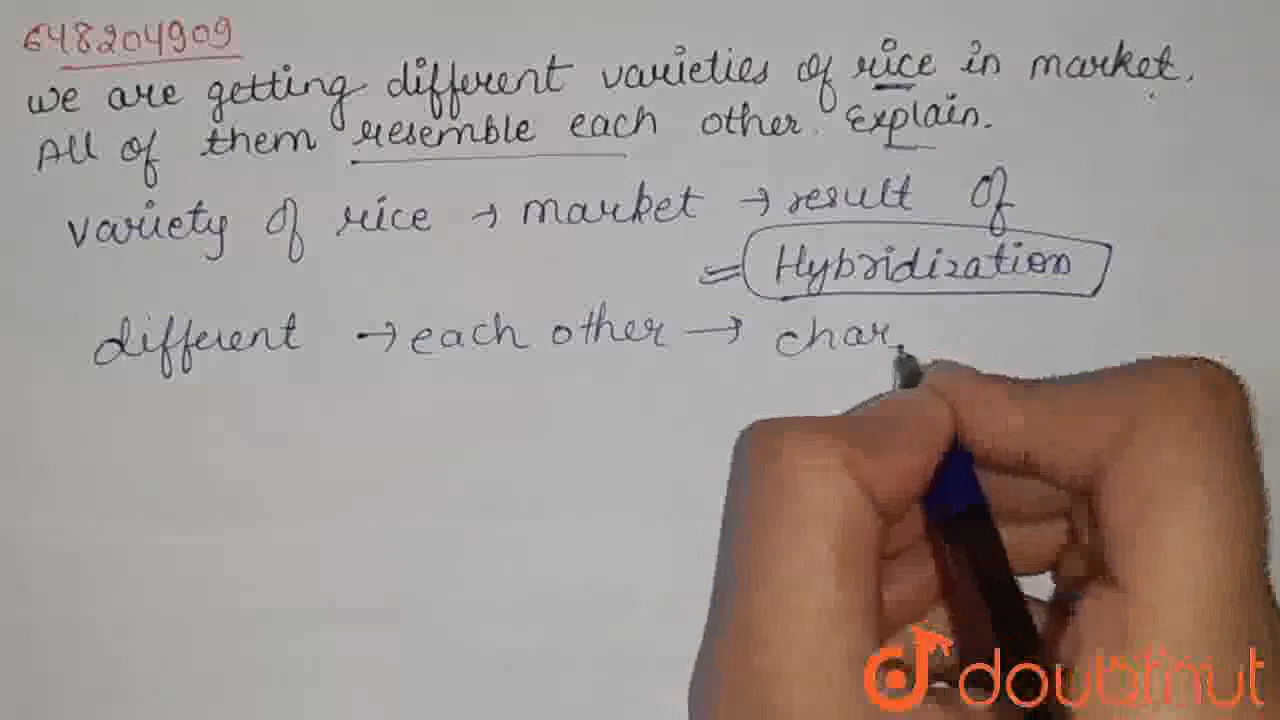 648204909
we are getting different varieties of rice in market.
All of them resemble each other. Explain.
variety of rice → market → result of
= Hybridization
different → each other → char
doubtnut